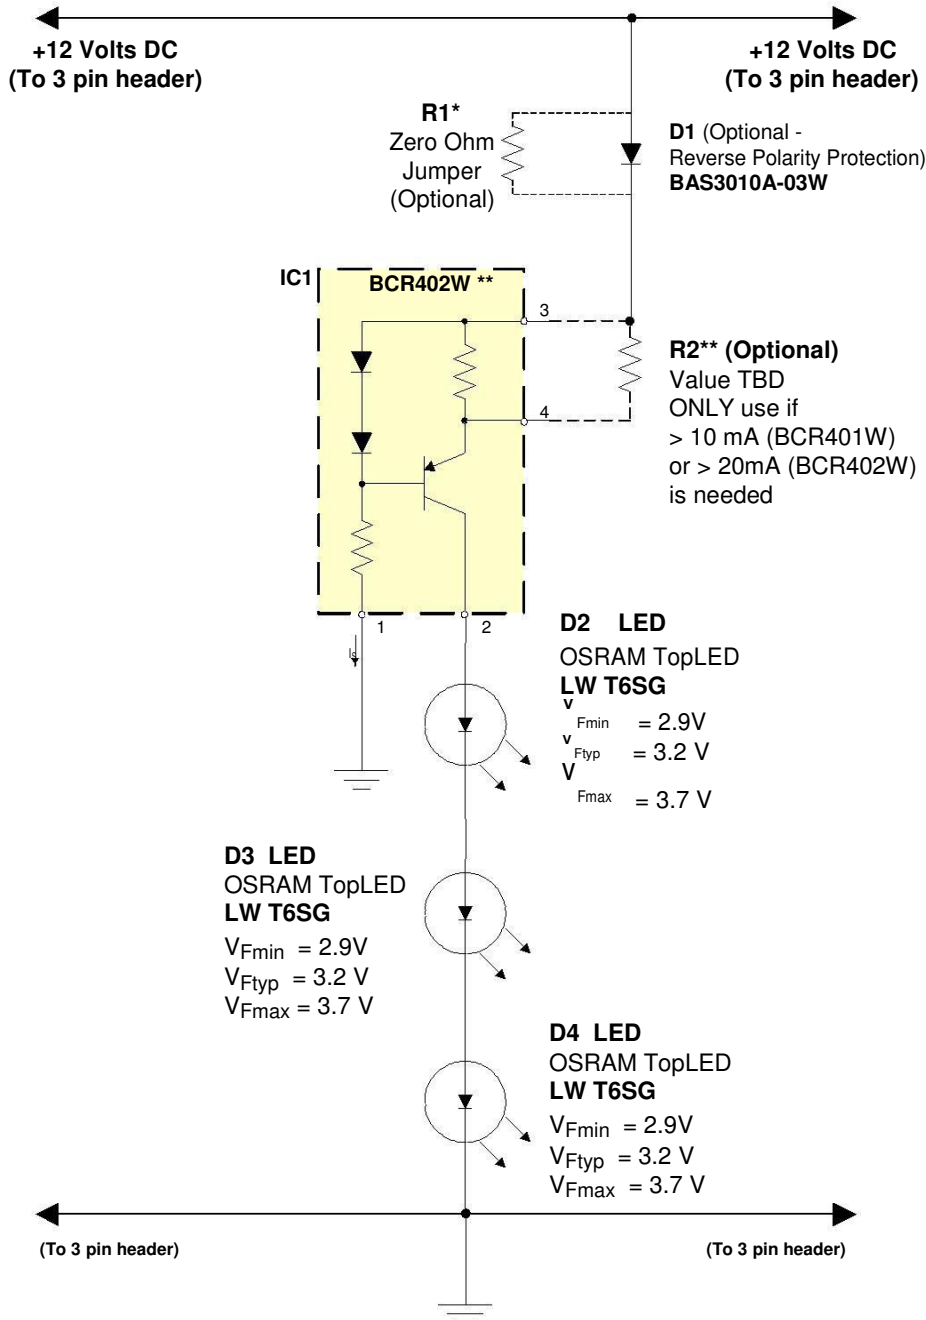 +12 Volts DC
(To 3 pin header)
+12 Volts DC
(To 3 pin header)
R1*
Zero Ohm
Jumper
(Optional)
D1 (Optional -
Reverse Polarity Protection)
BAS3010A-03W
IC1
BCR402W **
3
4
R2** (Optional)
Value TBD
ONLY use if
> 10 mA (BCR401W)
or > 20mA (BCR402W)
is needed
1
2
Is
D2 LED
OSRAM TopLED
LW T6SG
VFmin = 2.9V
VFtyp = 3.2 V
VFmax = 3.7 V
D3 LED
OSRAM TopLED
LW T6SG
VFmin = 2.9V
VFtyp = 3.2 V
VFmax = 3.7 V
D4 LED
OSRAM TopLED
LW T6SG
VFmin = 2.9V
VFtyp = 3.2 V
VFmax = 3.7 V
(To 3 pin header)
(To 3 pin header)